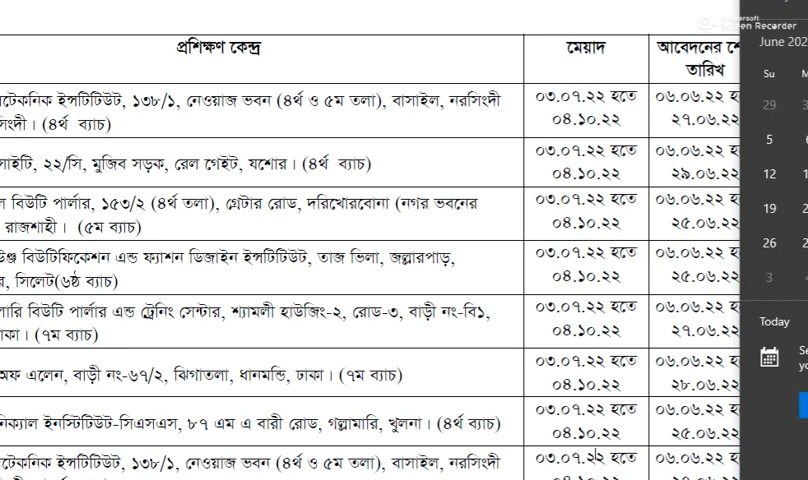 Screen Recorder
প্রশিক্ষণ কেন্দ্র মেয়াদ আবেদনের শে
তারিখ
June 202
Su M
টেকনিক ইন্সটিটিউট, ১৩৮/১, নেওয়াজ ভবন (৪র্থ ও ৫ম তলা), বাসাইল, নরসিংদী ০৩.০৭.২২ হতে ০৬.০৬.২২ হ
সিংদী। (৪র্থ ব্যাচ) ০৪.১০.২২ ২৭.০৬.২২
29
5
সাইটি, ২২/সি, মুজিব সড়ক, রেল গেইট, যশোর। (৪র্থ ব্যাচ) ০৩.০৭.২২ হতে ০৬.০৬.২২ হ
০৪.১০.২২ ২৯.০৬.২২
12
বিউটি পার্লার, ১৫৩/২ (৪র্থ তলা), গ্রেটার রোড, দরিখোরবোনা (নগর ভবনের ০৩.০৭.২২ হতে ০৬.০৬.২২ হ
রাজশাহী। (৫ম ব্যাচ) ০৪.১০.২২ ২৫.০৬.২২
19
26
উঞ্জ বিউটিফিকেশন এন্ড ফ্যাশন ডিজাইন ইন্সটিটিউট, তাজ ভিলা, জল্লারপাড়, ০৩.০৭.২২ হতে ০৬.০৬.২২ হ
র, সিলেট(৬ষ্ঠ ব্যাচ) ০৪.১০.২২ ২৫.০৬.২২
3
লারি বিউটি পার্লার এন্ড ট্রেনিং সেন্টার, শ্যামলী হাউজিং-২, রোড-৩, বাড়ী নং-বি১, ০৩.০৭.২২ হতে ০৬.০৬.২২ হ
াকা। (৭ম ব্যাচ) ০৪.১০.২২ ২৭.০৬.২২
Today
অফ এলেন, বাড়ী নং-৬৭/২, ঝিগাতলা, ধানমন্ডি, ঢাকা। (৭ম ব্যাচ) ০৩.০৭.২২ হতে ০৬.০৬.২২ হ
০৪.১০.২২ ২৮.০৬.২২
Se
yo
নিক্যাল ইনস্টিটিউট-সিএসএস, ৮৭ এম এ বারী রোড, গল্লামারি, খুলনা। (৪র্থ ব্যাচ) ০৩.০৭.২২ হতে ০৬.০৬.২২ হ
০৪.১০.২২ ২৫.০৬.২২
টেকনিক ইন্সটিটিউট, ১৩৮/১, নেওয়াজ ভবন (৪র্থ ও ৫ম তলা), বাসাইল, নরসিংদী ০৩.০৭.২২ হতে ০৬.০৬.২২ হ